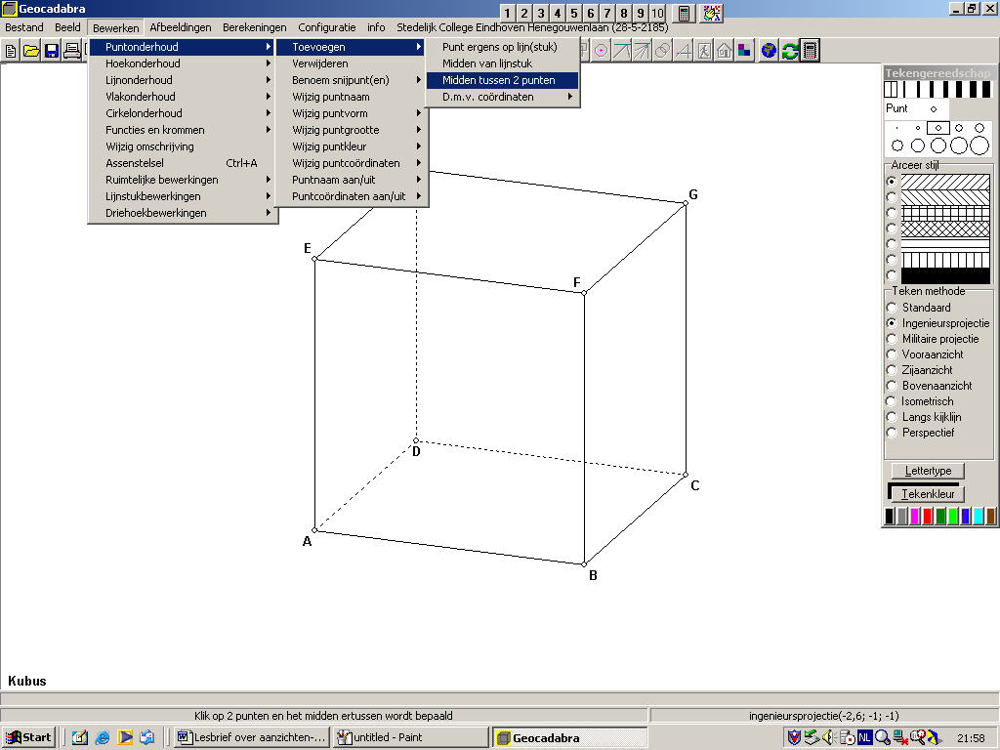 Geocadabra
1 2 3 4 5 6 7 8 9 10
Bestand Beeld Bewerken Afbeeldingen Berekeningen Configuratie info Stedelijk College Eindhoven Henegouwenlaan (28-5-2185)
Puntonderhoud
Hoekonderhoud
Lijnonderhoud
Vlakonderhoud
Cirkelonderhoud
Functies en krommen
Wijzig omschrijving
Assenstelsel Ctrl+A
Ruimtelijke bewerkingen
Lijnstukbewerkingen
Driehoekbewerkingen
Toevoegen
Verwijderen
Benoem snijpunt(en)
Wijzig puntnaam
Wijzig puntvorm
Wijzig puntgrootte
Wijzig puntkleur
Wijzig puntcoördinaten
Puntnaam aan/uit
Puntcoördinaten aan/uit
Punt ergens op lijn(stuk)
Midden van lijnstuk
Midden tussen 2 punten
D.m.v. coördinaten
Tekengereedschap
Punt
Arceer stijl
Teken methode
Standaard
Ingenieursprojectie
Militaire projectie
Vooraanzicht
Zijaanzicht
Bovenaanzicht
Isometrisch
Langs kijklijn
Perspectief
Lettertype
Tekenkleur
G
E
F
D
C
A
B
Kubus
Klik op 2 punten en het midden ertussen wordt bepaald
ingenieursprojectie(-2,6; -1; -1)
Start
Lesbrief over aanzichten-...
untitled - Paint
Geocadabra
NL
21:58